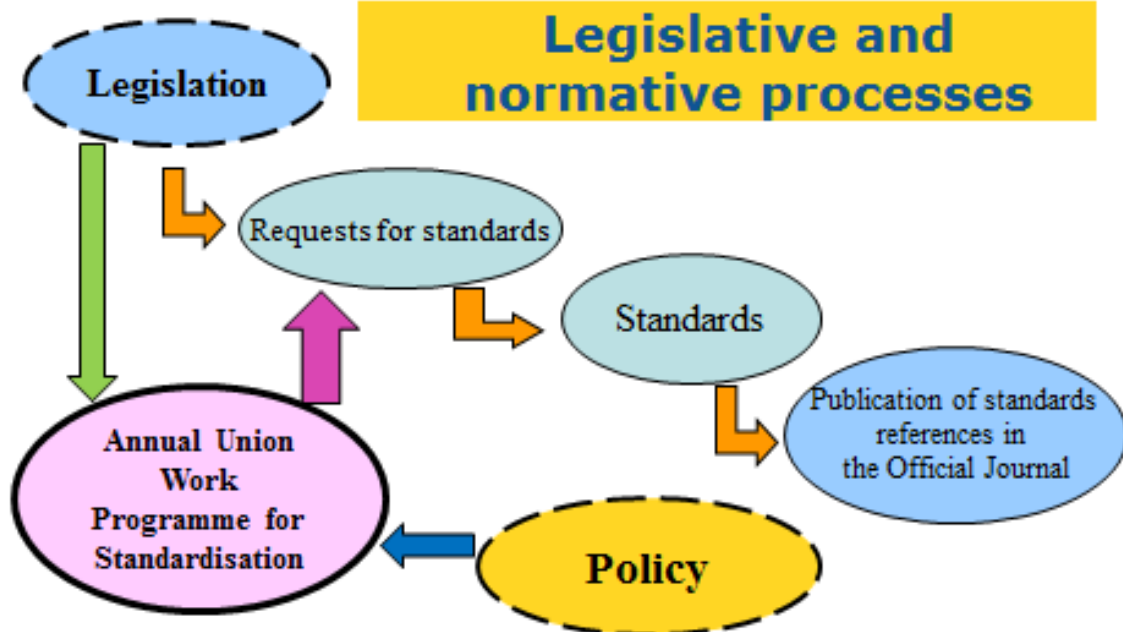 Legislative and
normative processes
Legislation
Requests for standards
Standards
Publication of standards
references in
the Official Journal
Annual Union
Work
Programme for
Standardisation
Policy